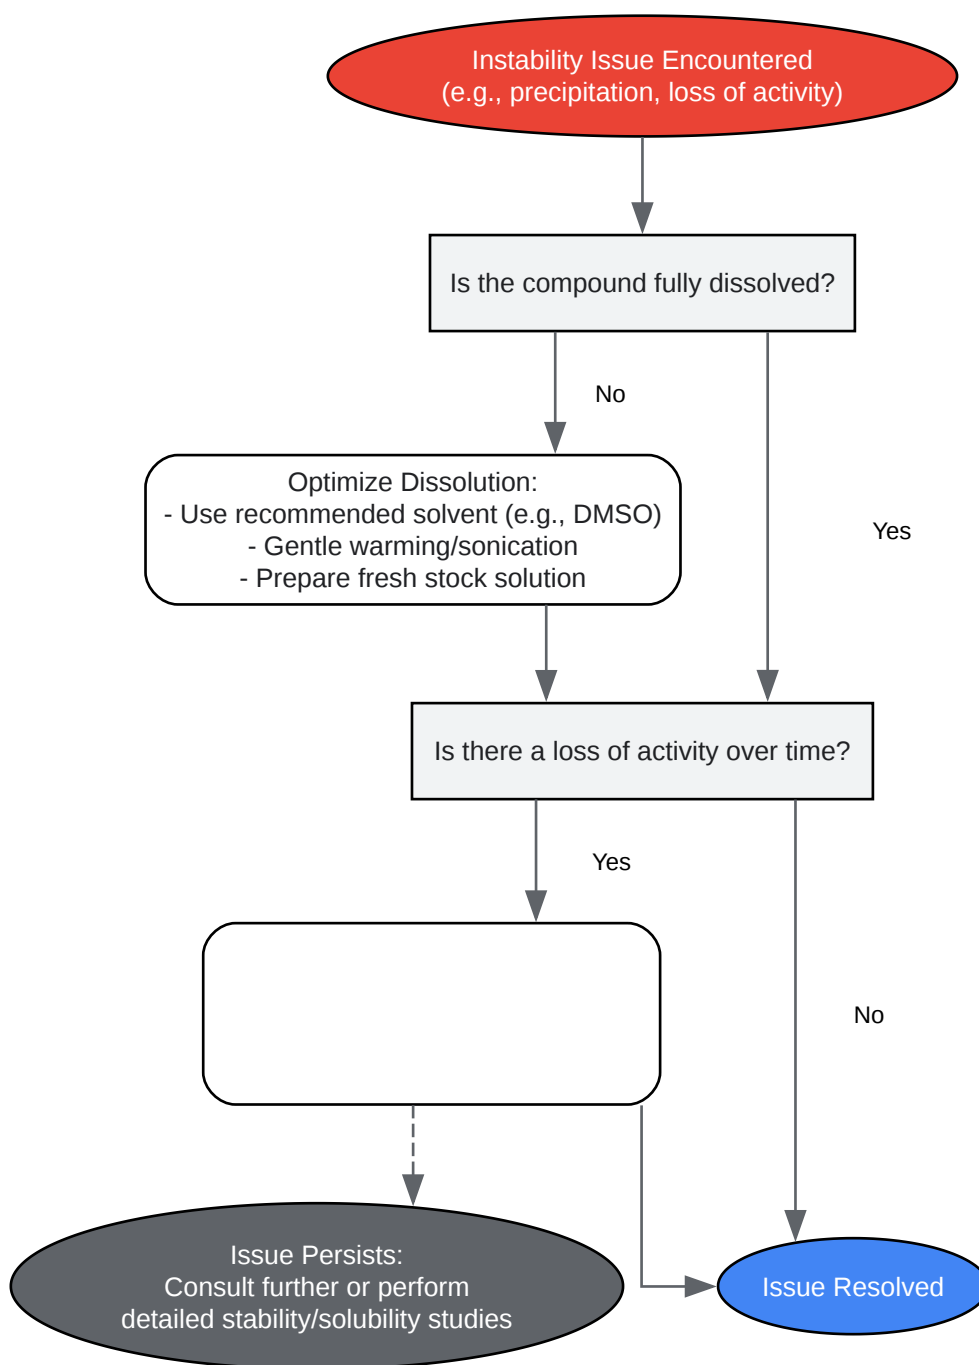 Instability Issue Encountered
(e.g., precipitation, loss of activity)
Is the compound fully dissolved?
No
Optimize Dissolution:
- Use recommended solvent (e.g., DMSO)
- Gentle warming/sonication
- Prepare fresh stock solution
Yes
Is there a loss of activity over time?
Yes
No
Issue Persists:
Consult further or perform
detailed stability/solubility studies
Issue Resolved